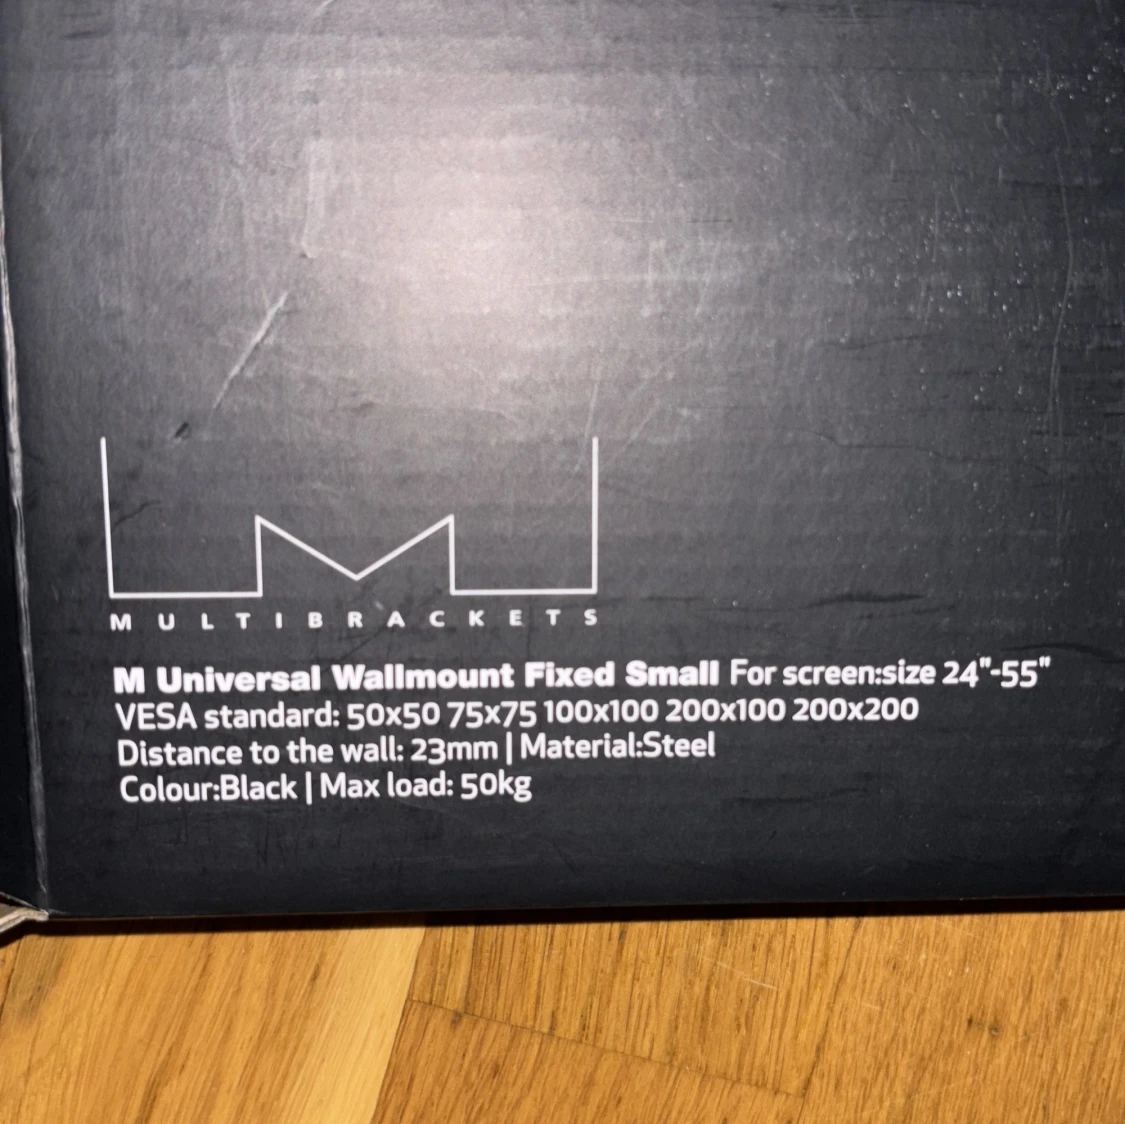 MULTIBRACKETS
M Universal Wallmount Fixed Small For screen:size 24"-55"
VESA standard: 50x50 75x75 100x100 200x100 200x200
Distance to the wall: 23mm | Material:Steel
Colour:Black | Max load: 50kg